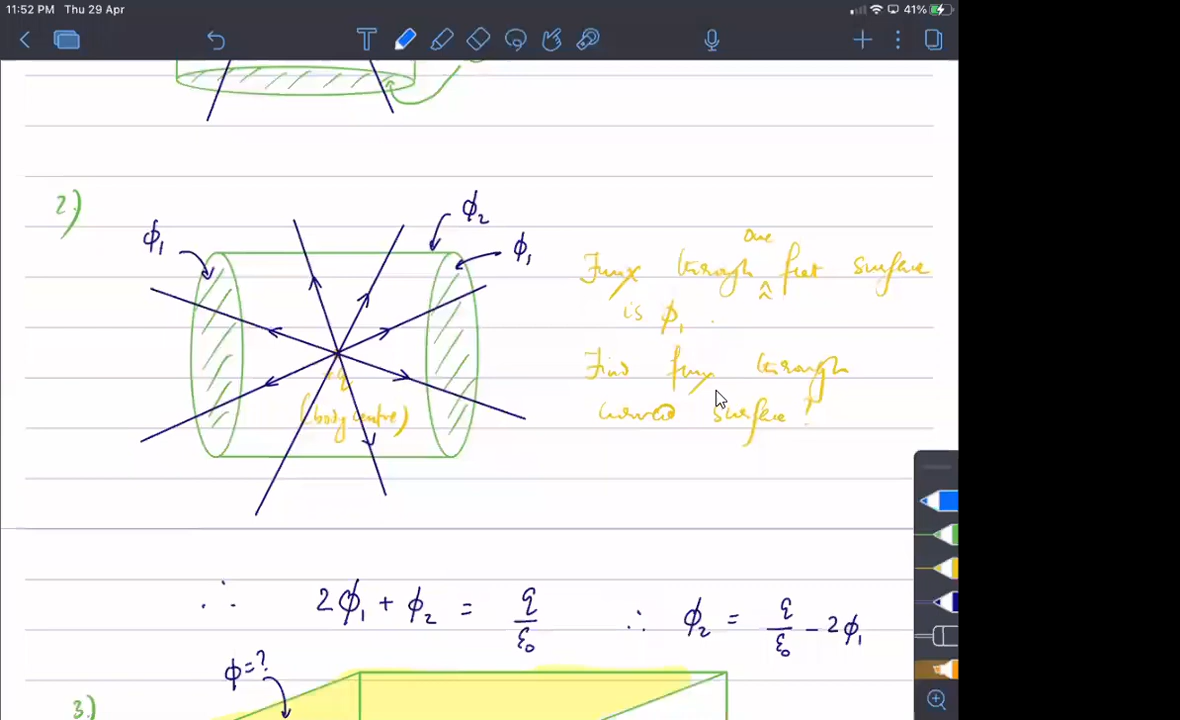 11:52 PM Thu 29 Apr
41%
T
2)
ϕ₁
ϕ₂
ϕ₁
+q
(body centre)
one
Flux through ^ flat surface
is ϕ₁ .
Find flux through
curved surface?
∴ 2ϕ₁ + ϕ₂ = q/ε₀ ∴ ϕ₂ = q/ε₀ - 2ϕ₁
ϕ=?
3.)